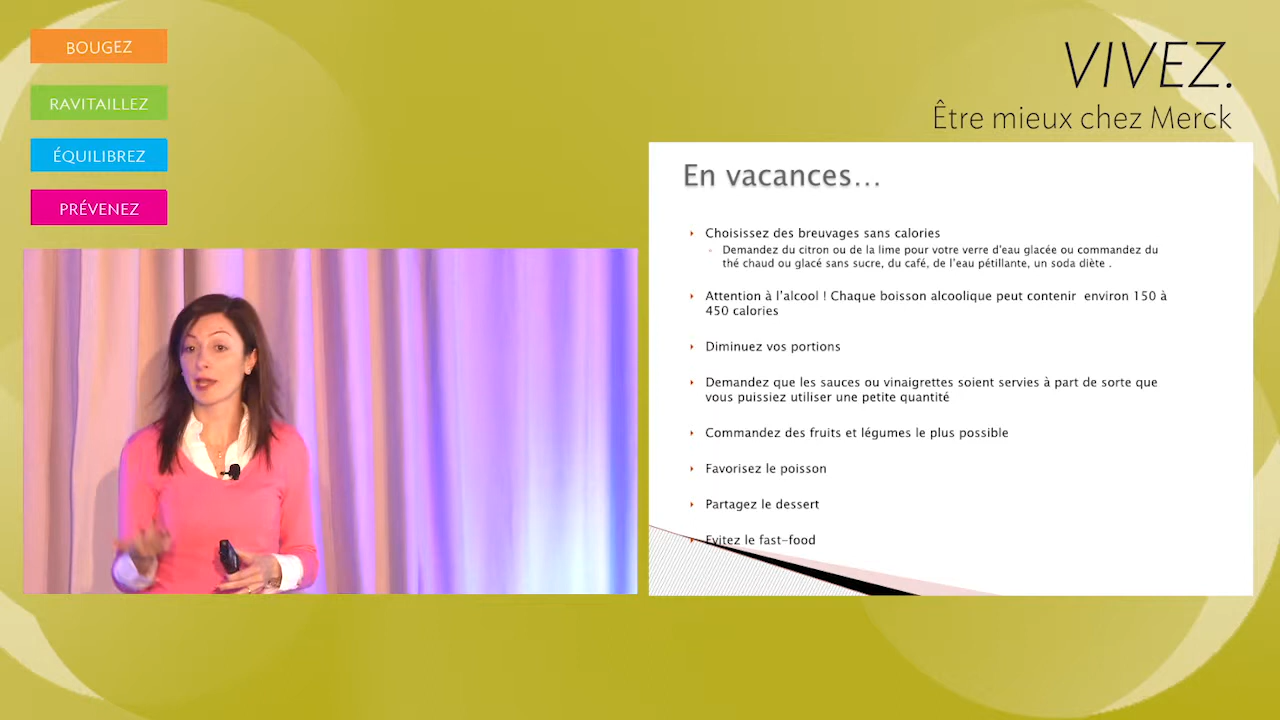 BOUGEZ
RAVITAILLEZ
ÉQUILIBREZ
PRÉVENEZ
VIVEZ.
Être mieux chez Merck
En vacances…
Choisissez des breuvages sans calories
Demandez du citron ou de la lime pour votre verre d'eau glacée ou commandez du
thé chaud ou glacé sans sucre, du café, de l'eau pétillante, un soda diète .
Attention à l'alcool ! Chaque boisson alcoolique peut contenir environ 150 à
450 calories
Diminuez vos portions
Demandez que les sauces ou vinaigrettes soient servies à part de sorte que
vous puissiez utiliser une petite quantité
Commandez des fruits et légumes le plus possible
Favorisez le poisson
Partagez le dessert
Evitez le fast-food